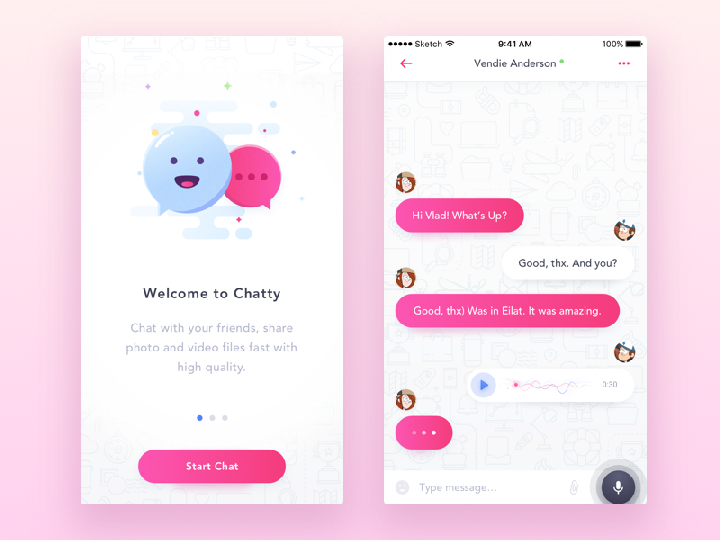 Welcome to Chatty
Chat with your friends, share
photo and video files fast with
high quality.
Start Chat
Sketch
9:41 AM
100%
Vendie Anderson
Hi Vlad! What's Up?
Good, thx. And you?
Good, thx) Was in Eilat. It was amazing.
0:30
Type message...